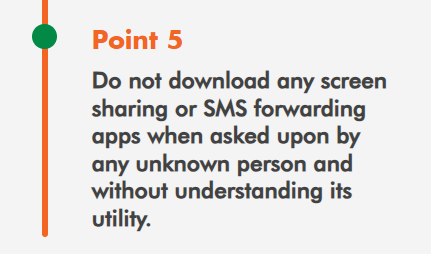 Point 5
Do not download any screen
sharing or SMS forwarding
apps when asked upon by
any unknown person and
without understanding its
utility.